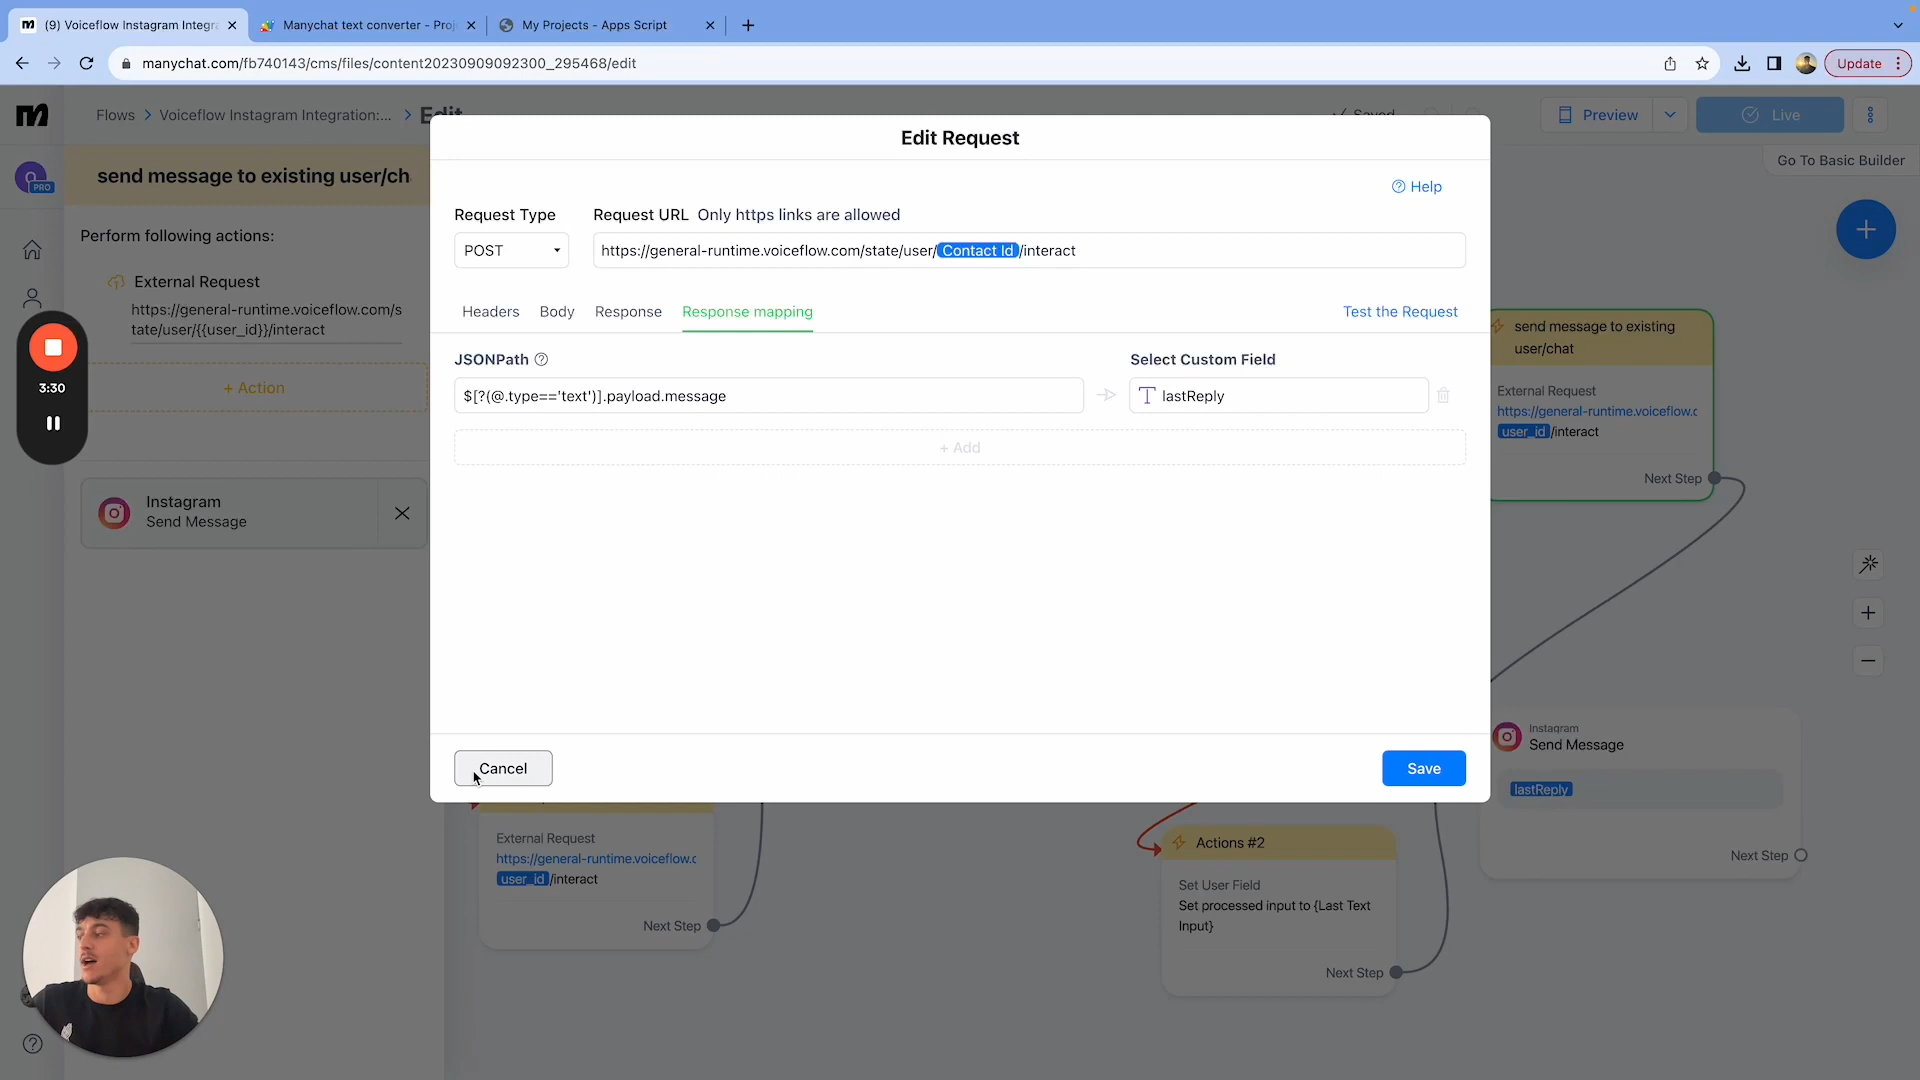 (9) Voiceflow Instagram Integra
Manychat text converter - Proj
My Projects - Apps Script
manychat.com/fb740143/cms/files/content20230909092300_295468/edit
Update
Flows
Voiceflow Instagram Integration:...
Edit
Saved
Preview
Live
Go To Basic Builder
PRO
send message to existing user/ch
Perform following actions:
External Request
https://general-runtime.voiceflow.com/s
tate/user/{{user_id}}/interact
+ Action
3:30
Instagram
Send Message
Edit Request
Help
Request Type
Request URL Only https links are allowed
POST
https://general-runtime.voiceflow.com/state/user/Contact Id/interact
Headers
Body
Response
Response mapping
Test the Request
JSONPath
Select Custom Field
$[?(@.type=='text')].payload.message
lastReply
+ Add
Cancel
Save
send message to existing
user/chat
External Request
https://general-runtime.voiceflow.c
user_id/interact
Next Step
Instagram
Send Message
lastReply
Next Step
External Request
https://general-runtime.voiceflow.c
user_id/interact
Next Step
Actions #2
Set User Field
Set processed input to {Last Text
Input}
Next Step